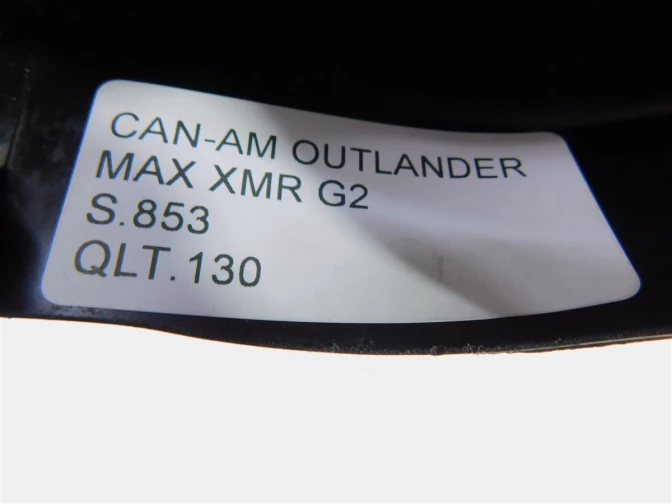 CAN-AM OUTLANDER
MAX XMR G2
S.853
QLT.130